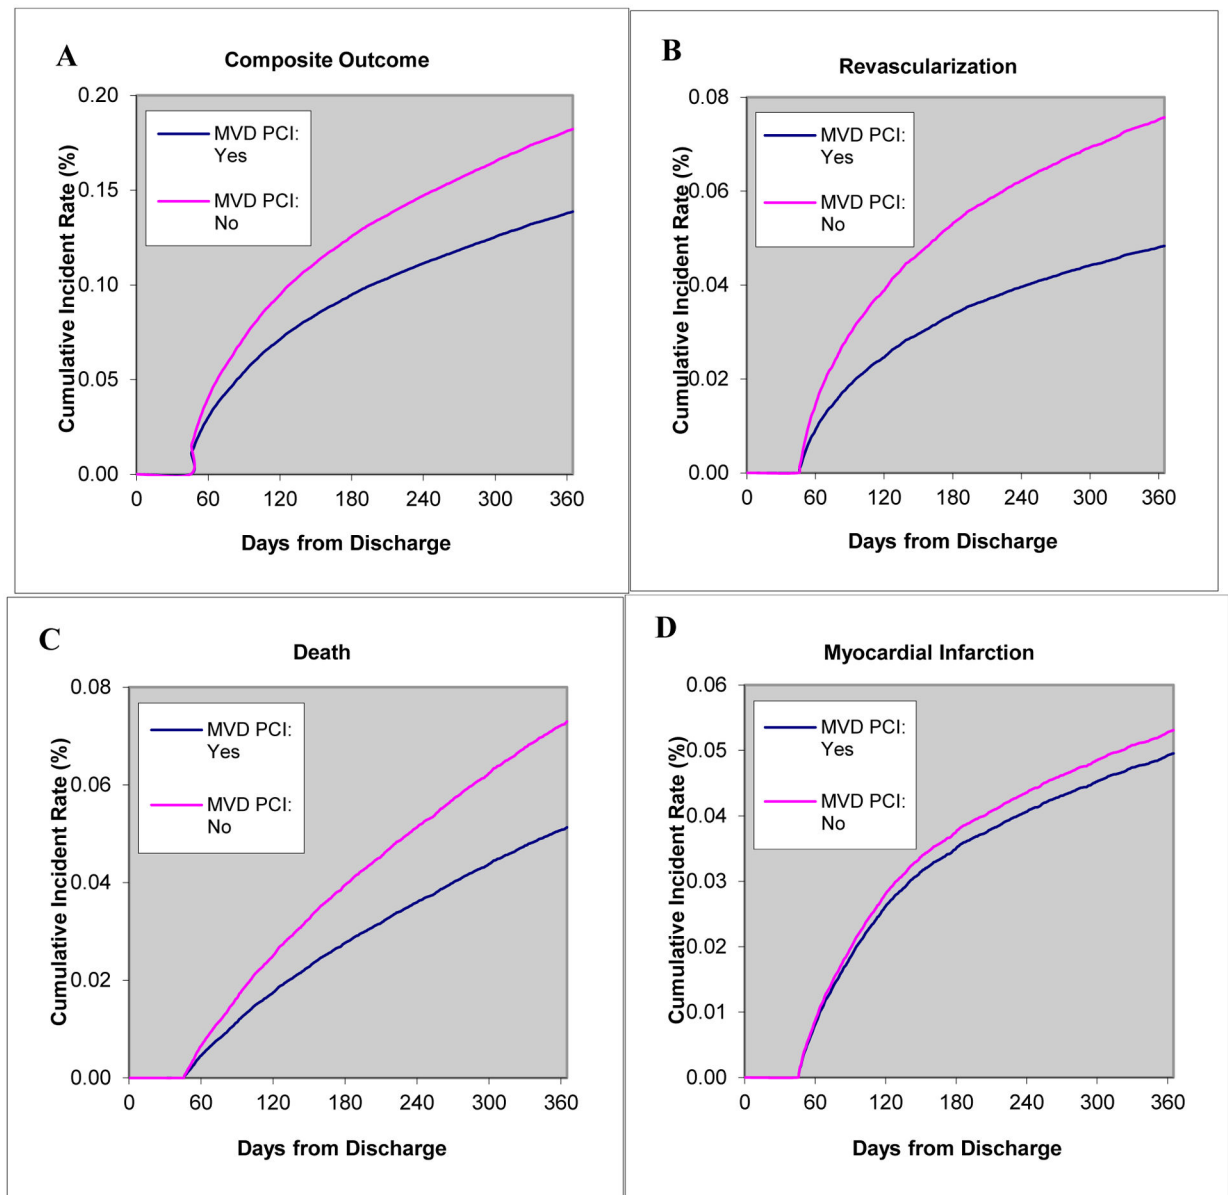 A
Composite Outcome
Cumulative Incident Rate (%)
0.20
0.15
0.10
0.05
0.00
MVD PCI:
Yes
MVD PCI:
No
0 60 120 180 240 300 360
Days from Discharge
B
Revascularization
Cumulative Incident Rate (%)
0.08
0.06
0.04
0.02
0.00
MVD PCI:
Yes
MVD PCI:
No
0 60 120 180 240 300 360
Days from Discharge
C
Death
Cumulative Incident Rate (%)
0.08
0.06
0.04
0.02
0.00
MVD PCI:
Yes
MVD PCI:
No
0 60 120 180 240 300 360
Days from Discharge
D
Myocardial Infarction
Cumulative Incident Rate (%)
0.06
0.05
0.04
0.03
0.02
0.01
0.00
MVD PCI:
Yes
MVD PCI:
No
0 60 120 180 240 300 360
Days from Discharge